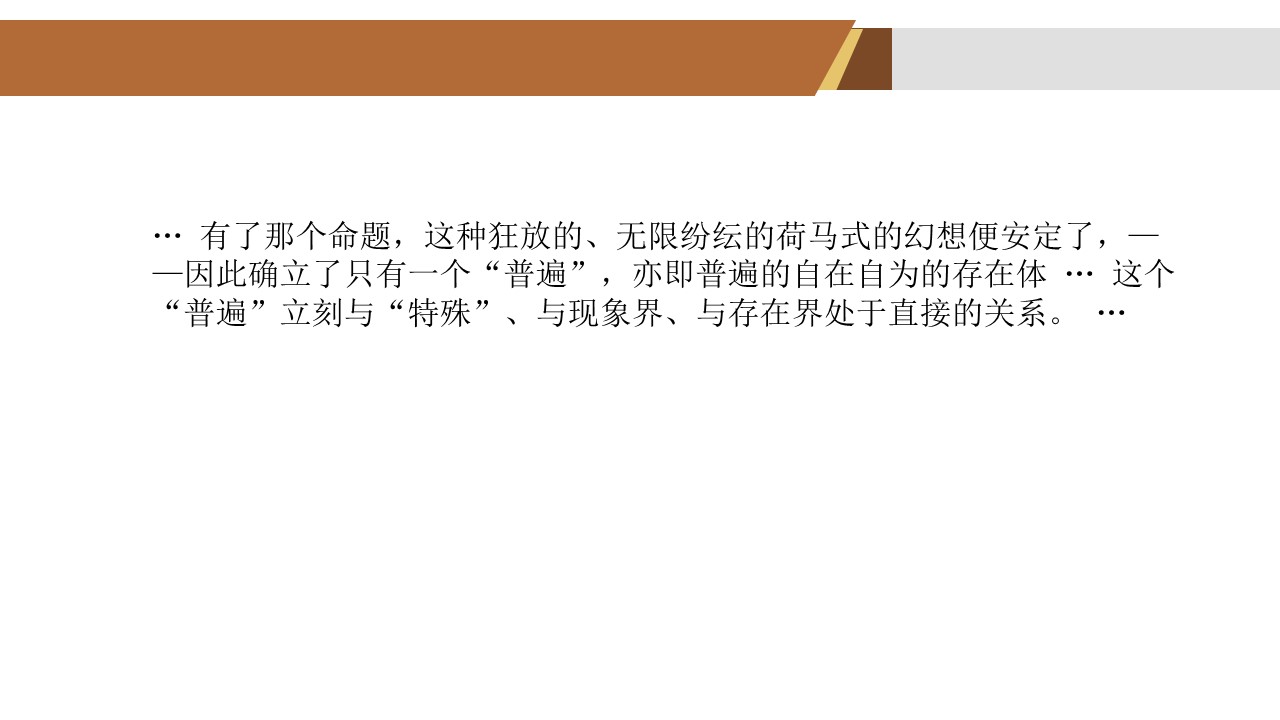 … 有了那个命题，这种狂放的、无限纷纭的荷马式的幻想便安定了，—
—因此确立了只有一个“普遍”，亦即普遍的自在自为的存在体 … 这个
“普遍”立刻与“特殊”、与现象界、与存在界处于直接的关系。 …